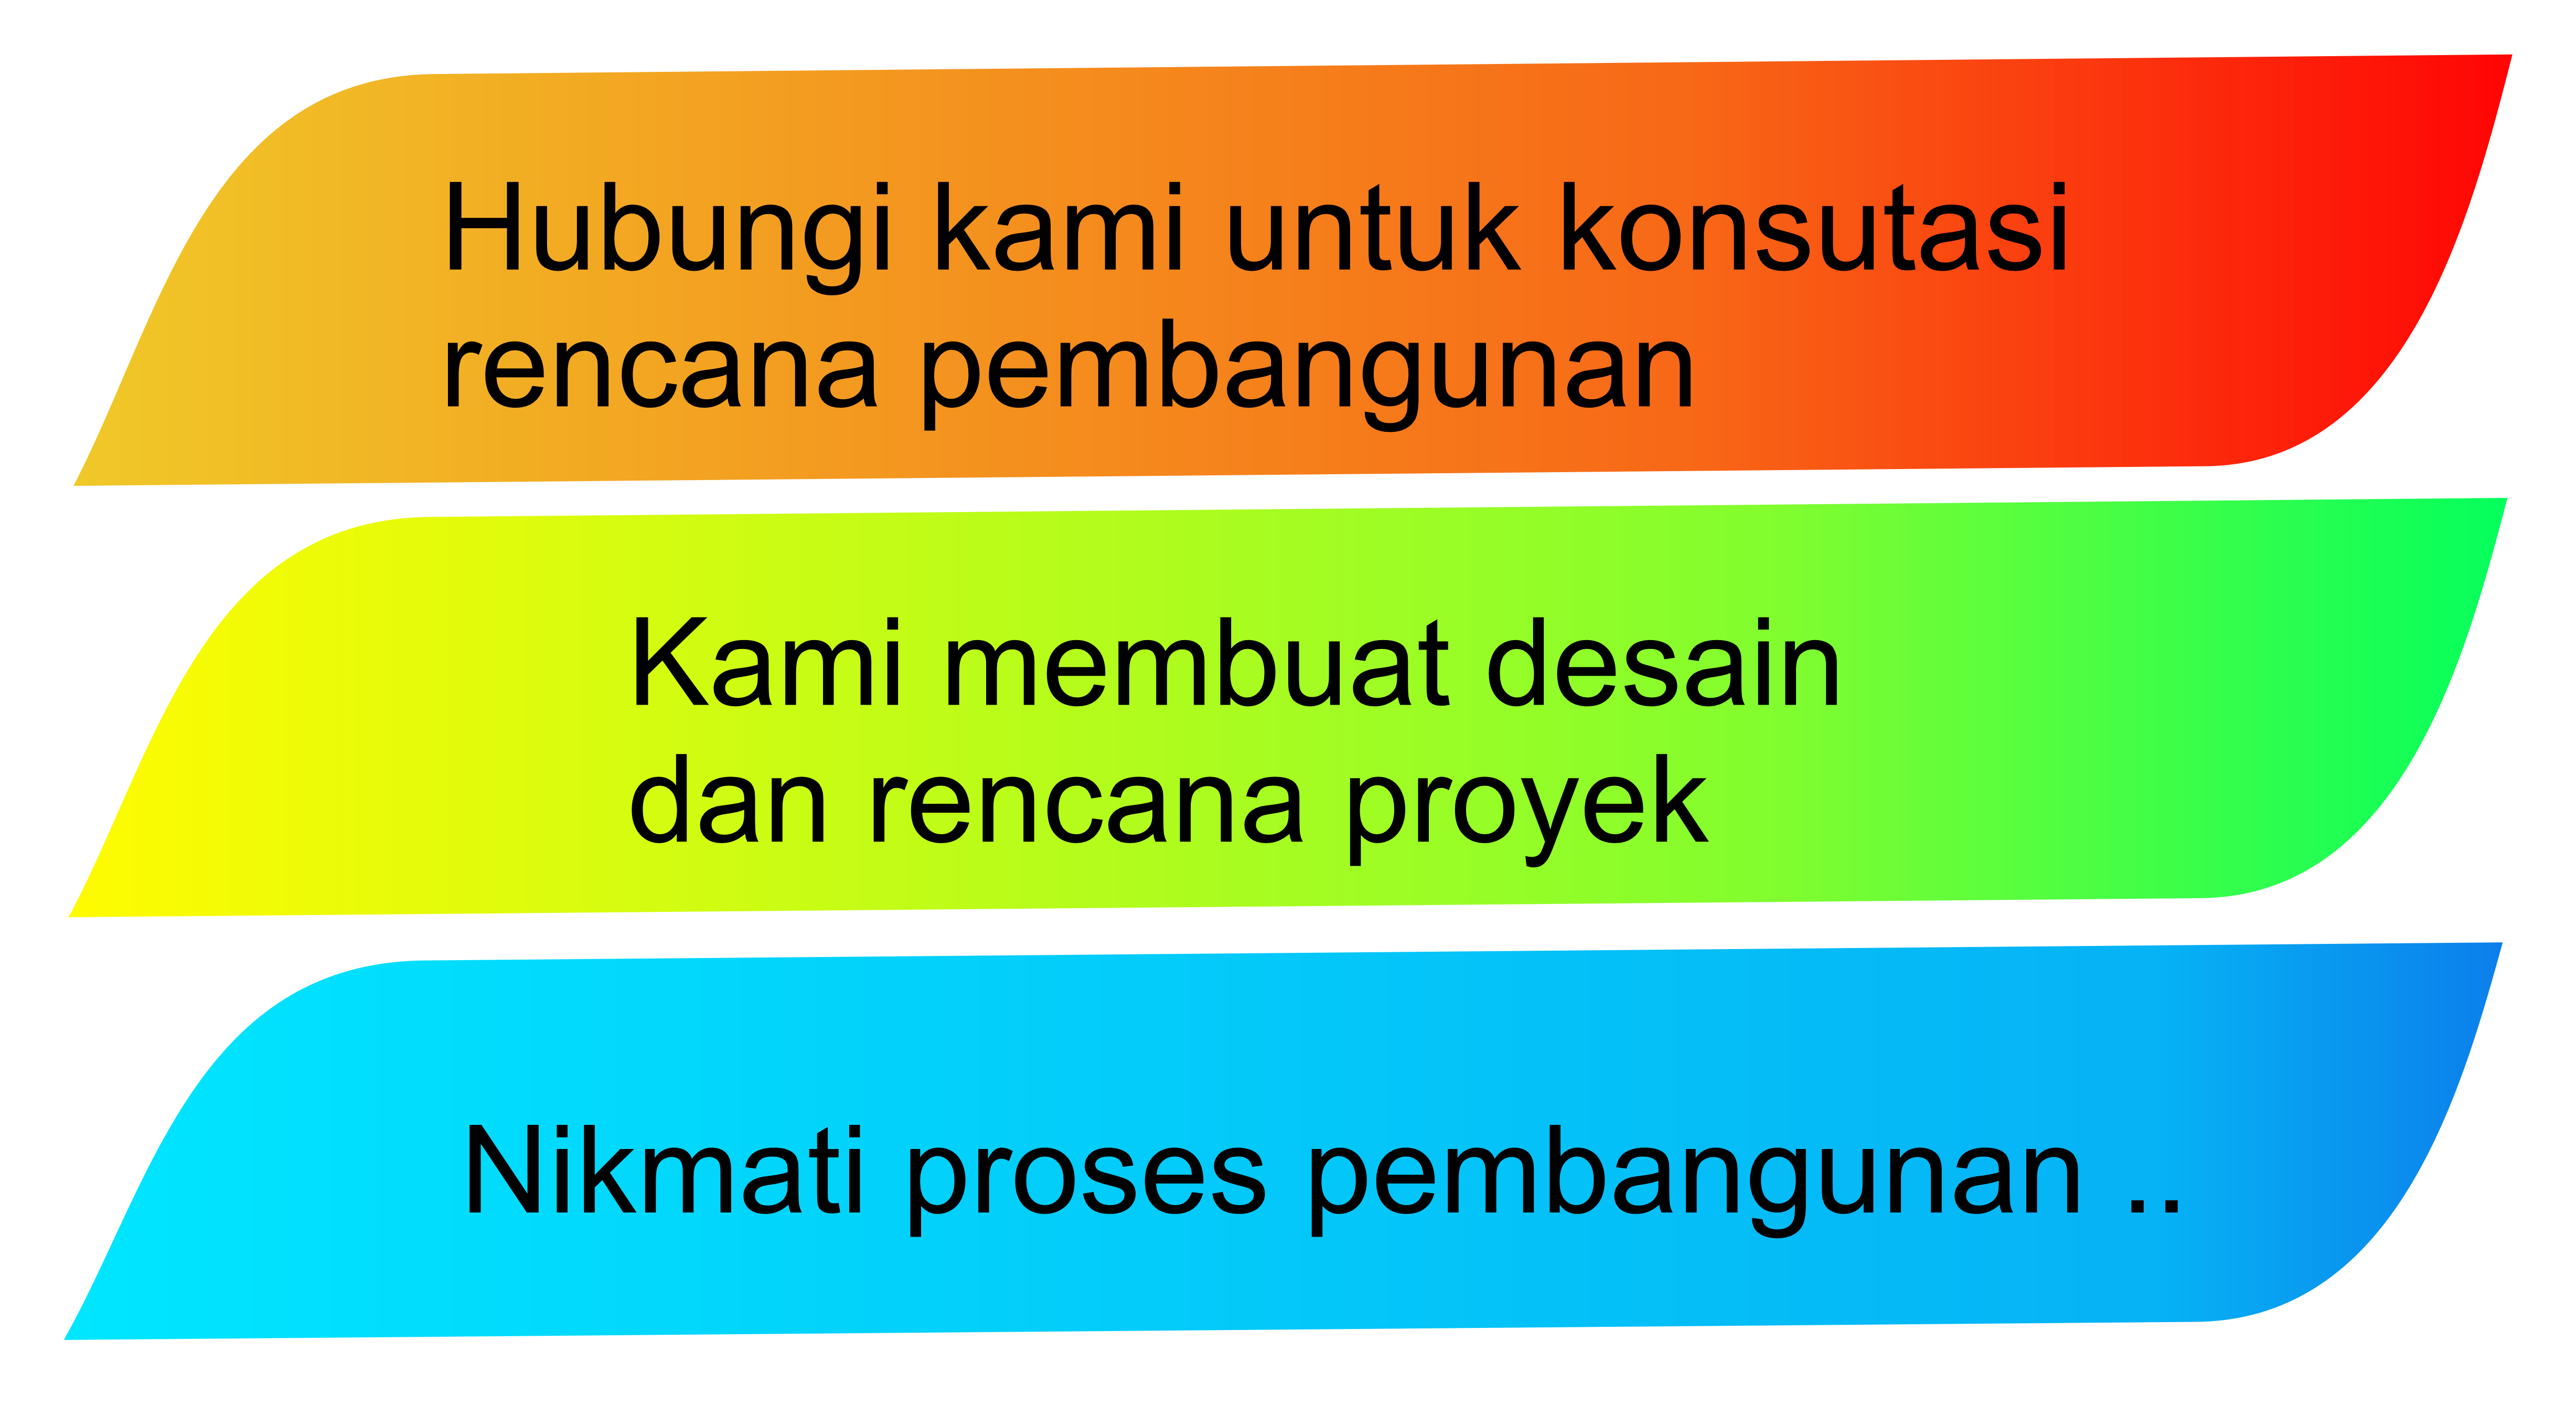 Hubungi kami untuk konsutasi
rencana pembangunan
Kami membuat desain
dan rencana proyek
Nikmati proses pembangunan ..